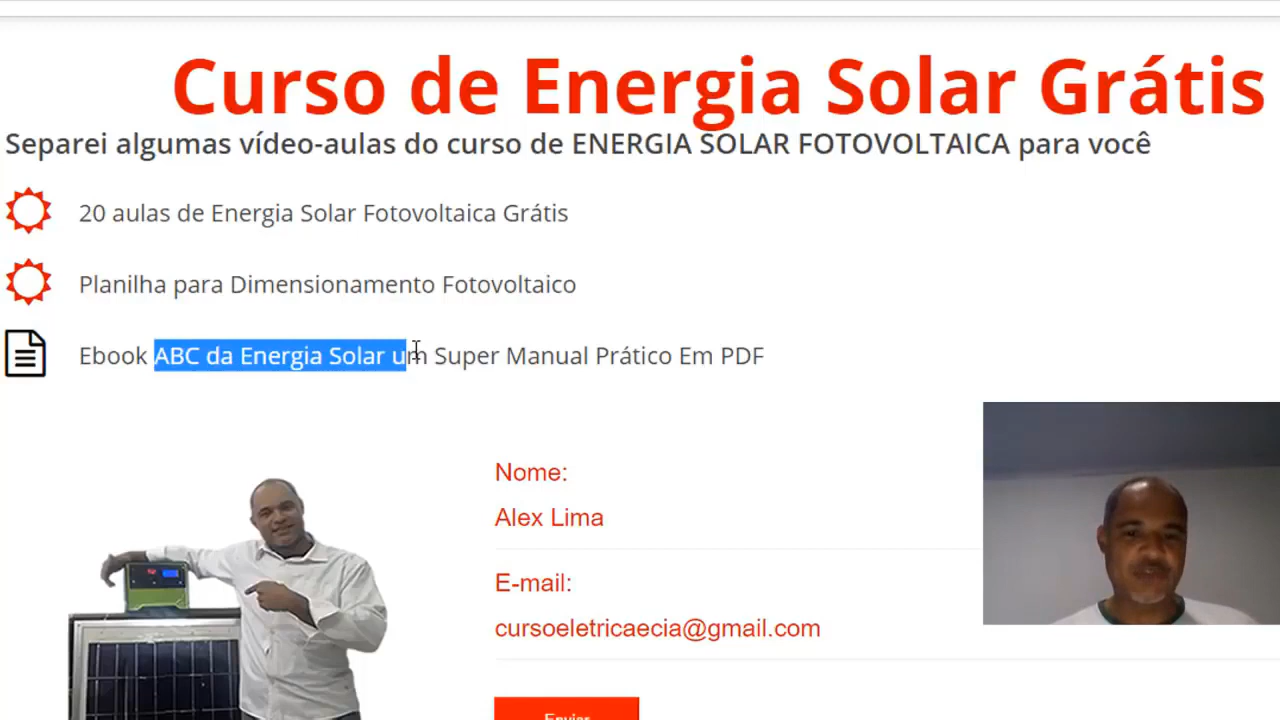 Curso de Energia Solar Grátis
Separei algumas vídeo-aulas do curso de ENERGIA SOLAR FOTOVOLTAICA para você
20 aulas de Energia Solar Fotovoltaica Grátis
Planilha para Dimensionamento Fotovoltaico
Ebook ABC da Energia Solar um Super Manual Prático Em PDF
Nome:
Alex Lima
E-mail:
cursoeletricaecia@gmail.com
Enviar